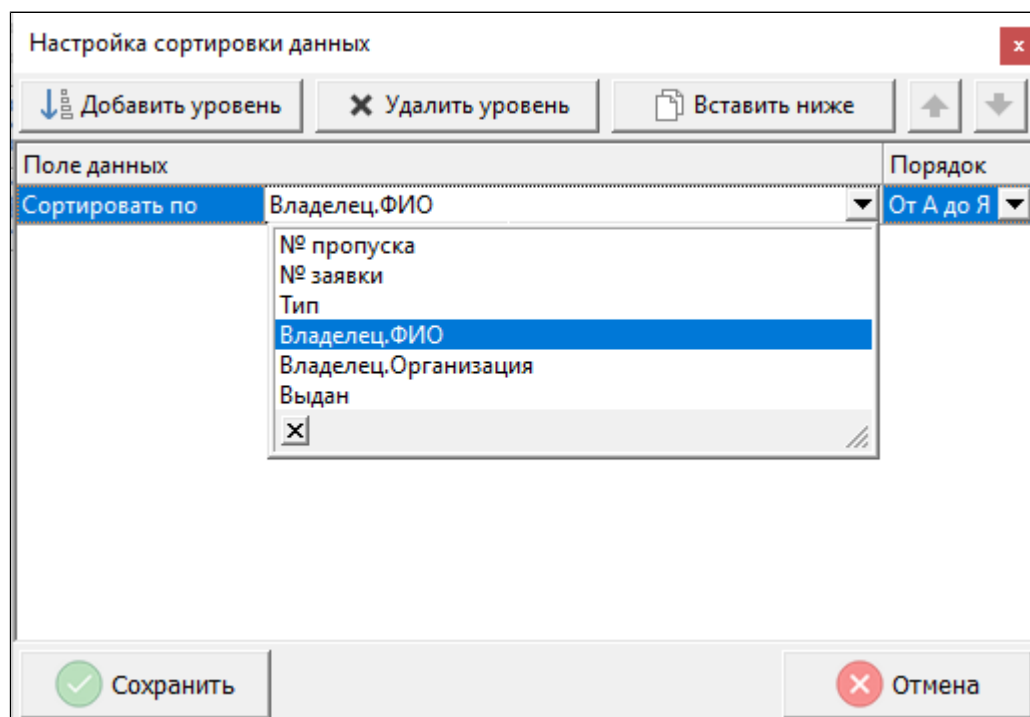 Настройка сортировки данных
x
Добавить уровень Удалить уровень Вставить ниже
Поле данных Порядок
Сортировать по Владелец.ФИО От А до Я
№ пропуска
№ заявки
Тип
Владелец.ФИО
Владелец.Организация
Выдан
Сохранить Отмена